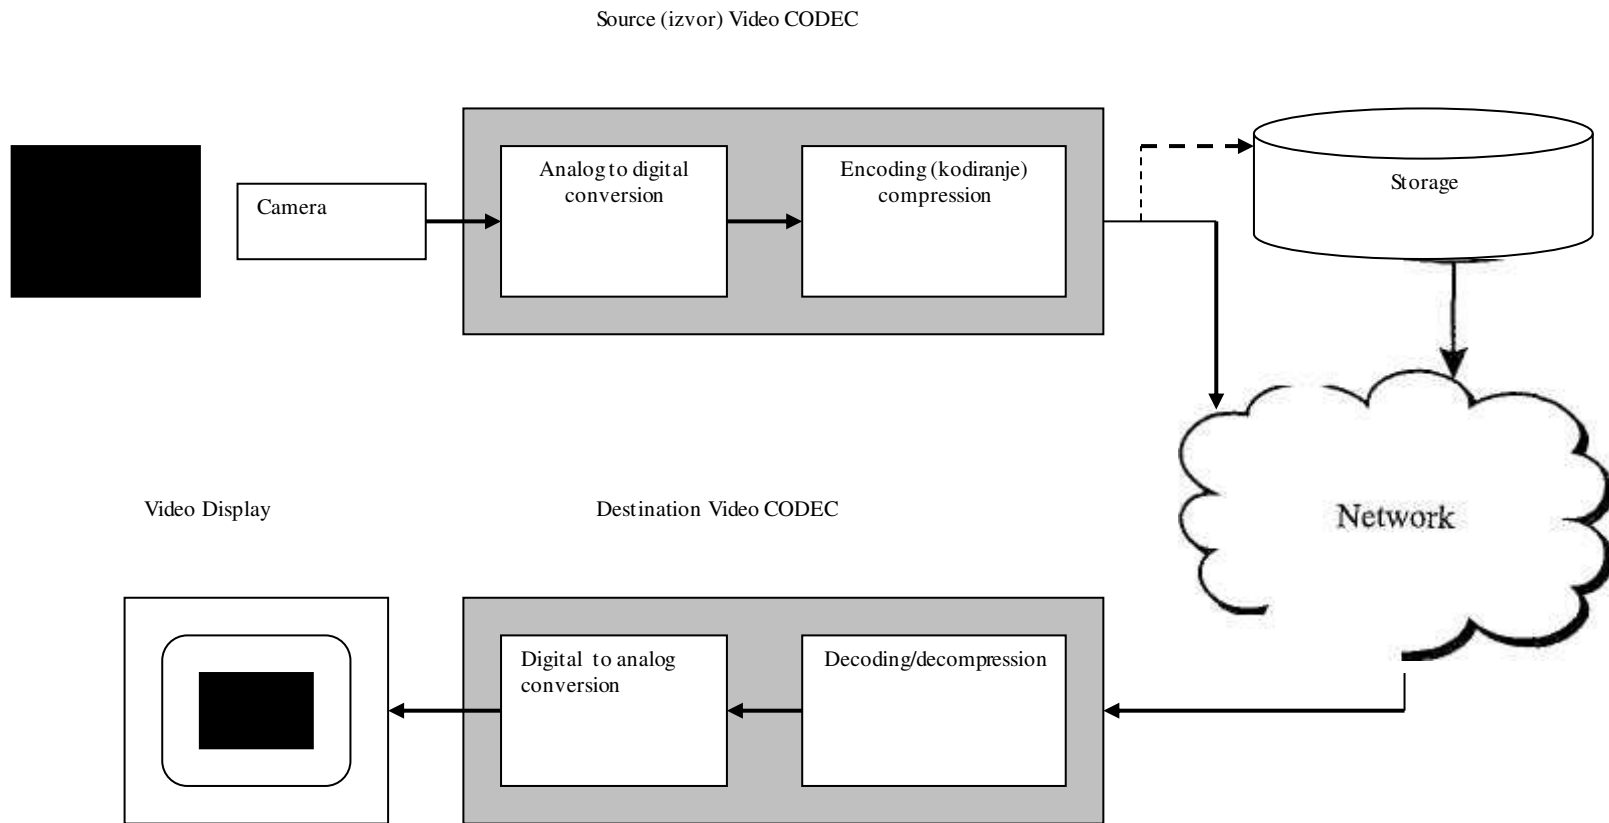 Source (izvor) Video CODEC
Camera
Analog to digital
conversion
Encoding (kodiranje)
compression
Storage
Network
Video Display
Destination Video CODEC
Digital to analog
conversion
Decoding/decompression